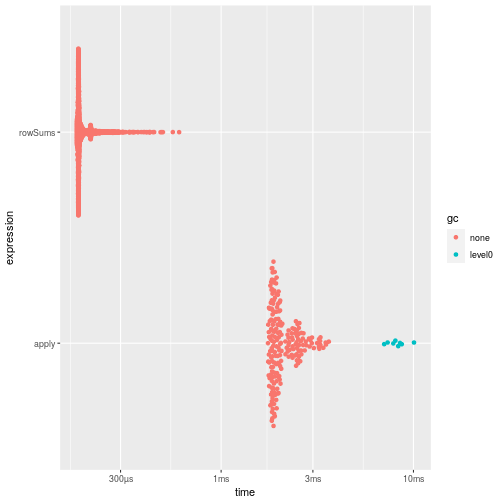 rowSums
apply
expression
300µs
1ms
3ms
10ms
time
gc
none
level0